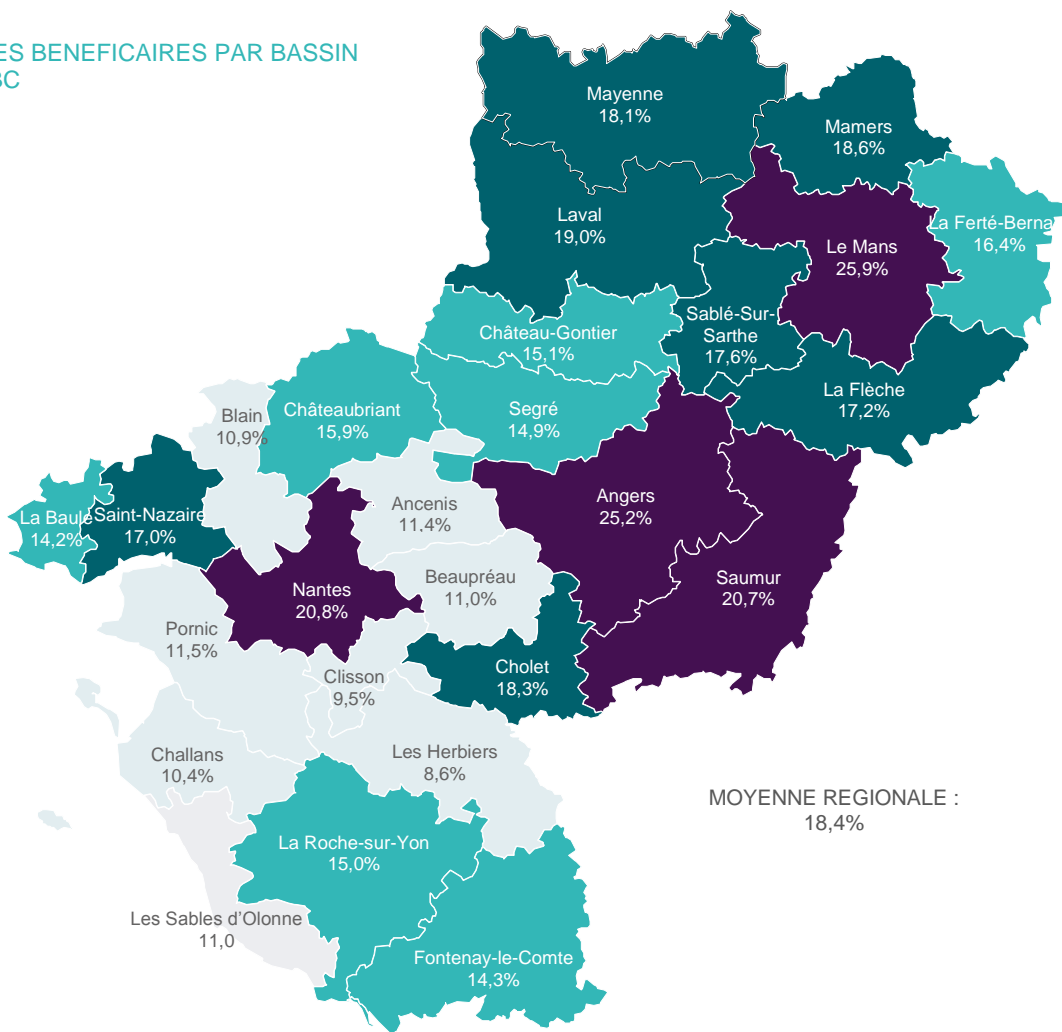 ES BENEFICAIRES PAR BASSIN
BC
Mayenne
18,1%
Mamers
18,6%
Laval
19,0%
Le Mans
25,9%
La Ferté-Berna
16,4%
Sablé-Sur-
Sarthe
17,6%
Château-Gontier
15,1%
La Flèche
17,2%
Segré
14,9%
Châteaubriant
15,9%
Blain
10,9%
Ancenis
11.4%
Angers
25,2%
La Baule
14,2%
Saint-Nazaire
17,0%
Beaupréau
11,0%
Saumur
20,7%
Nantes
20,8%
Pornic
11,5%
Clisson
9,5%
Cholet
18,3%
Les Herbiers
8,6%
Challans
10,4%
MOYENNE REGIONALE :
18,4%
La Roche-sur-Yon
15,0%
Les Sables d’Olonne
11,0
Fontenay-le-Comte
14,3%